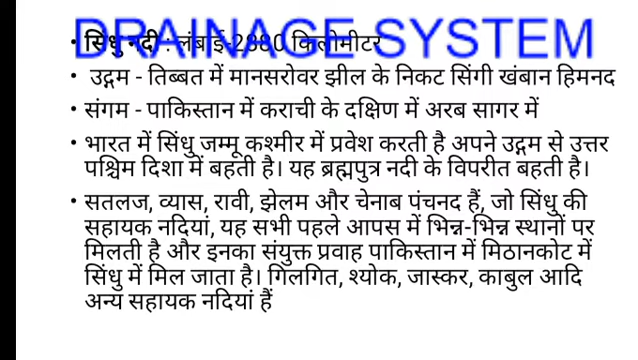 DRAINAGE SYSTEM
• सिंधु नदी : लंबाई-2880 किलोमीटर
• उद्गम - तिब्बत में मानसरोवर झील के निकट सिंगी खंबान हिमनद
• संगम - पाकिस्तान में कराची के दक्षिण में अरब सागर में
• भारत में सिंधु जम्मू कश्मीर में प्रवेश करती है अपने उद्गम से उत्तर
पश्चिम दिशा में बहती है। यह ब्रह्मपुत्र नदी के विपरीत बहती है।
• सतलज, व्यास, रावी, झेलम और चेनाब पंचनद हैं, जो सिंधु की
सहायक नदियां, यह सभी पहले आपस में भिन्न-भिन्न स्थानों पर
मिलती है और इनका संयुक्त प्रवाह पाकिस्तान में मिठानकोट में
सिंधु में मिल जाता है। गिलगित, श्योक, जास्कर, काबुल आदि
अन्य सहायक नदियां हैं